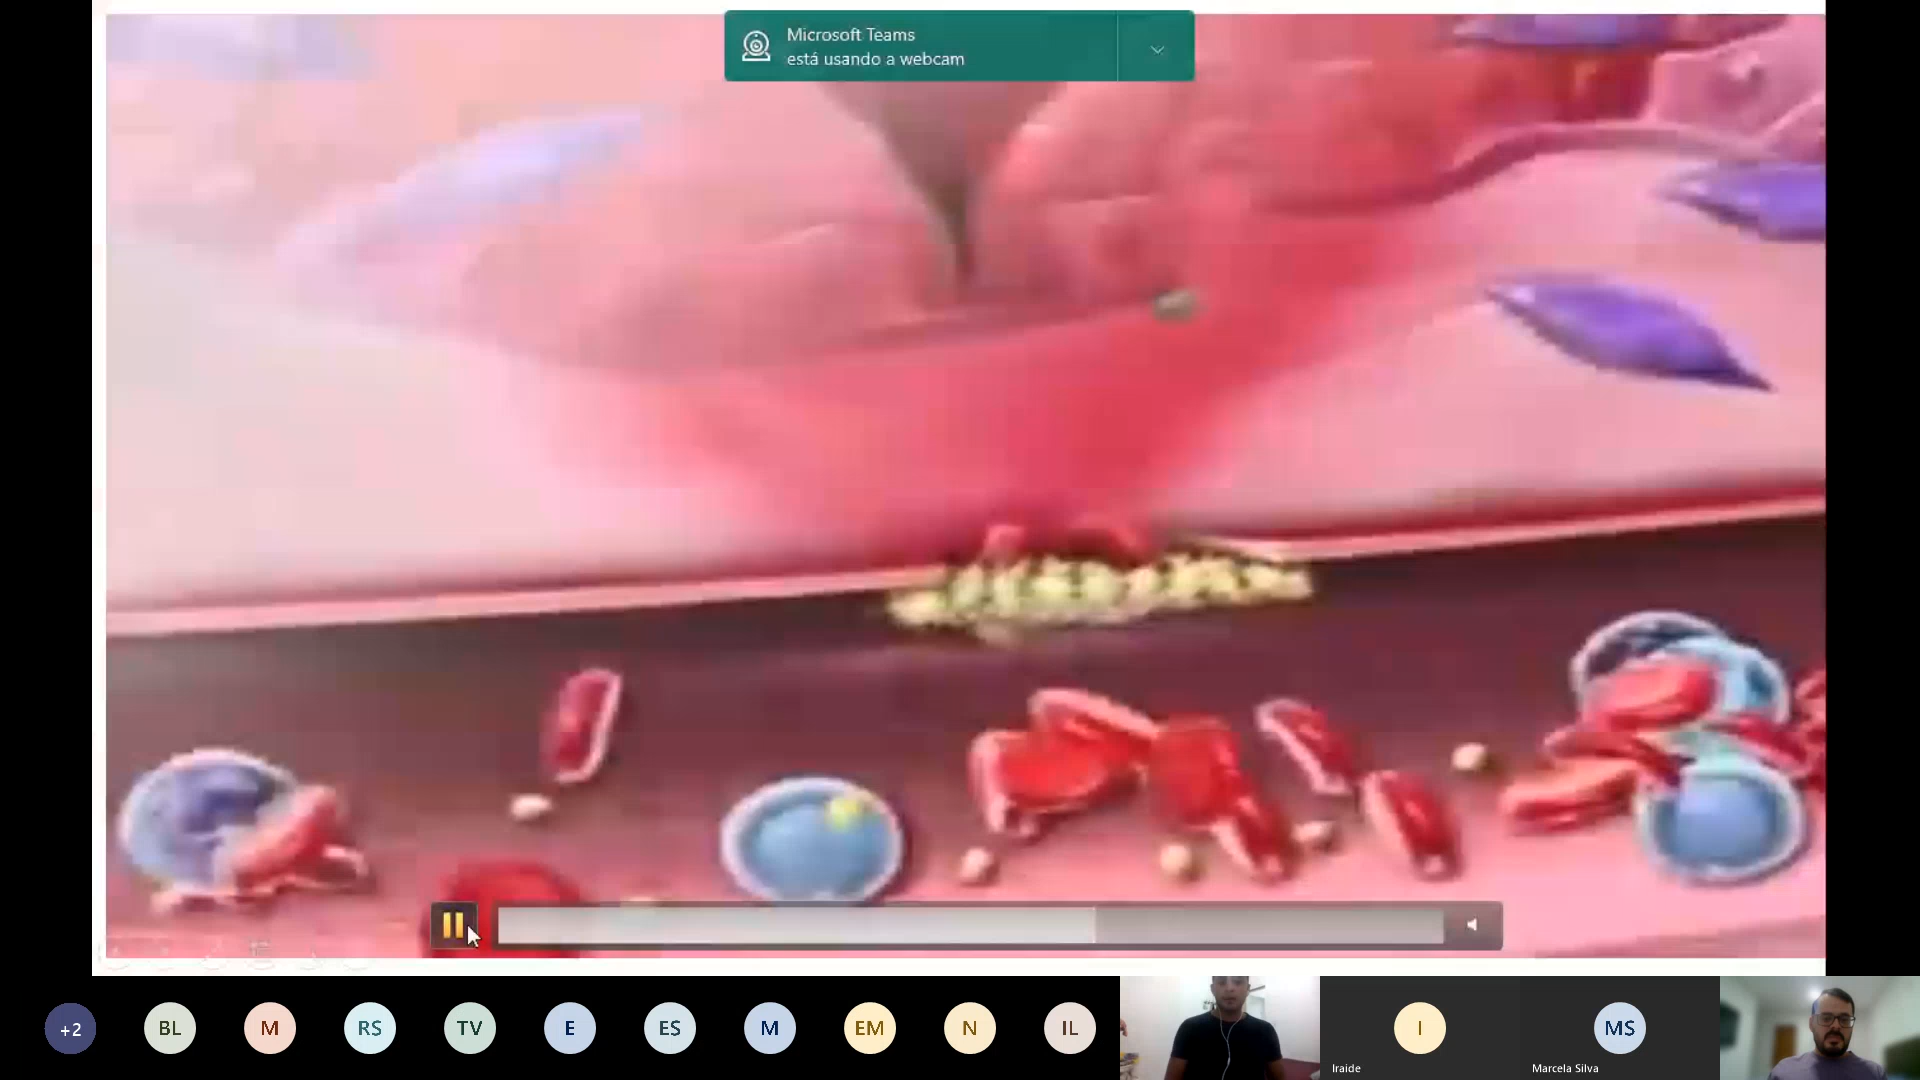 Microsoft Teams
está usando a webcam
+2
BL
M
RS
TV
E
ES
M
EM
N
IL
I
MS
Iraide
Marcela Silva